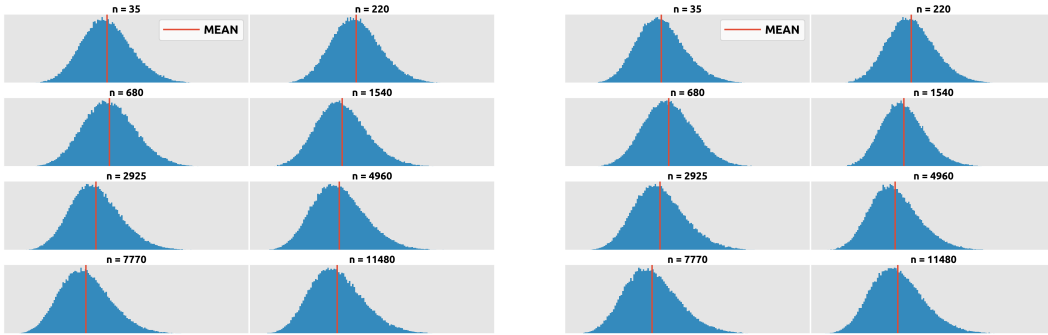 n = 35
n = 220
MEAN
n = 680
n = 1540
n = 2925
n = 4960
n = 7770
n = 11480
n = 35
n = 220
MEAN
n = 680
n = 1540
n = 2925
n = 4960
n = 7770
n = 11480